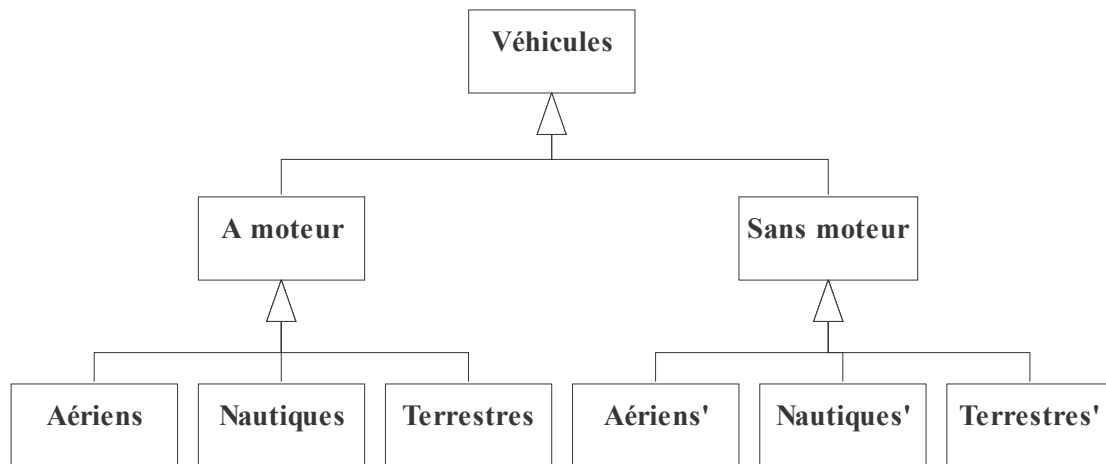 Véhicules
A moteur
Sans moteur
Aériens
Nautiques
Terrestres
Aériens'
Nautiques'
Terrestres'